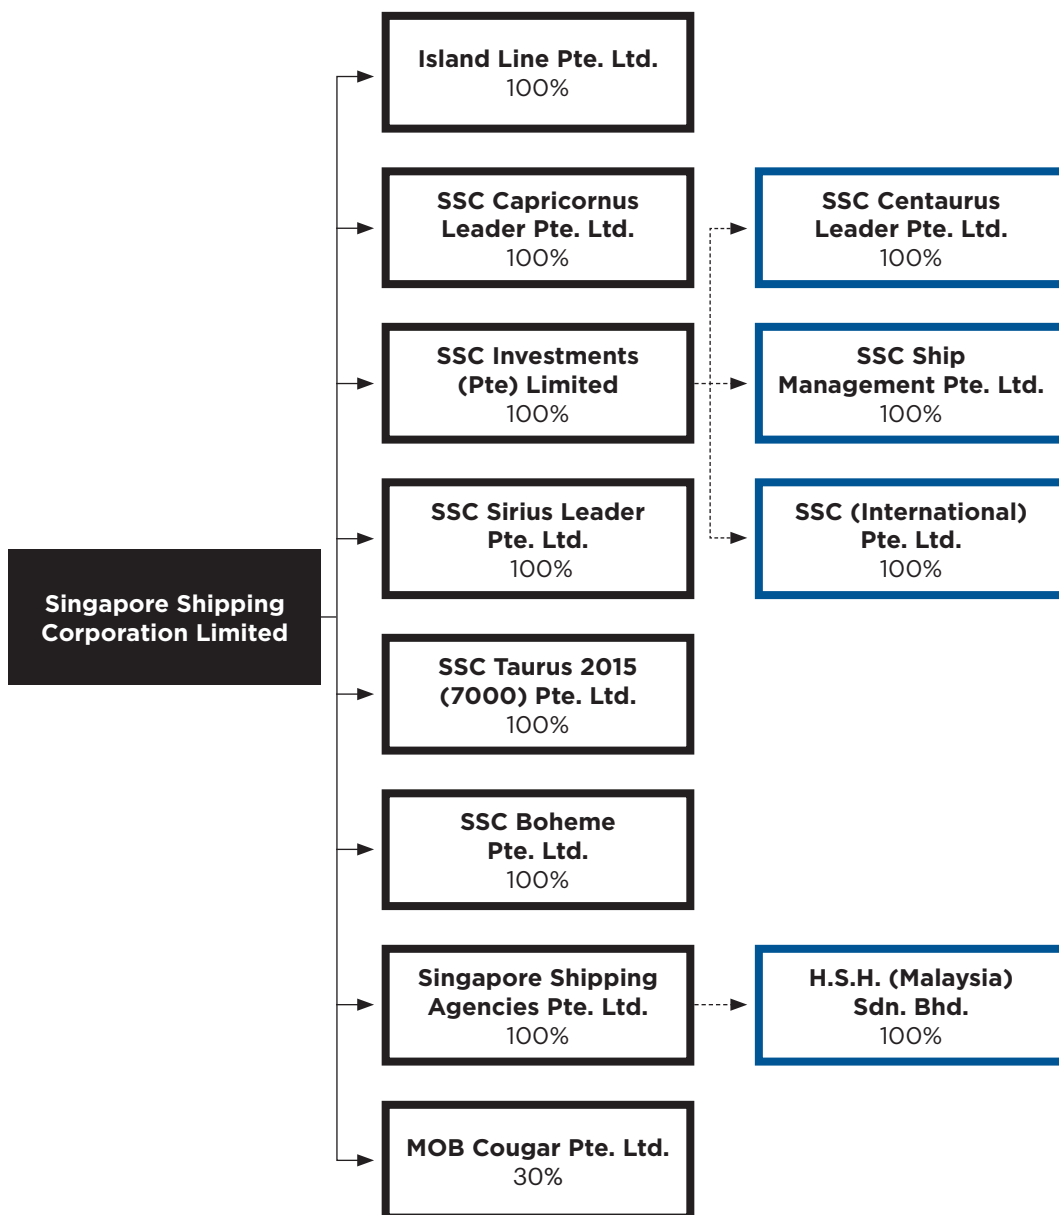 Island Line Pte. Ltd.
100%
SSC Capricornus
Leader Pte. Ltd.
100%
SSC Centaurus
Leader Pte. Ltd.
100%
SSC Investments
(Pte) Limited
100%
SSC Ship
Management Pte. Ltd.
100%
SSC Sirius Leader
Pte. Ltd.
100%
SSC (International)
Pte. Ltd.
100%
Singapore Shipping
Corporation Limited
SSC Taurus 2015
(7000) Pte. Ltd.
100%
SSC Boheme
Pte. Ltd.
100%
Singapore Shipping
Agencies Pte. Ltd.
100%
H.S.H. (Malaysia)
Sdn. Bhd.
100%
MOB Cougar Pte. Ltd.
30%